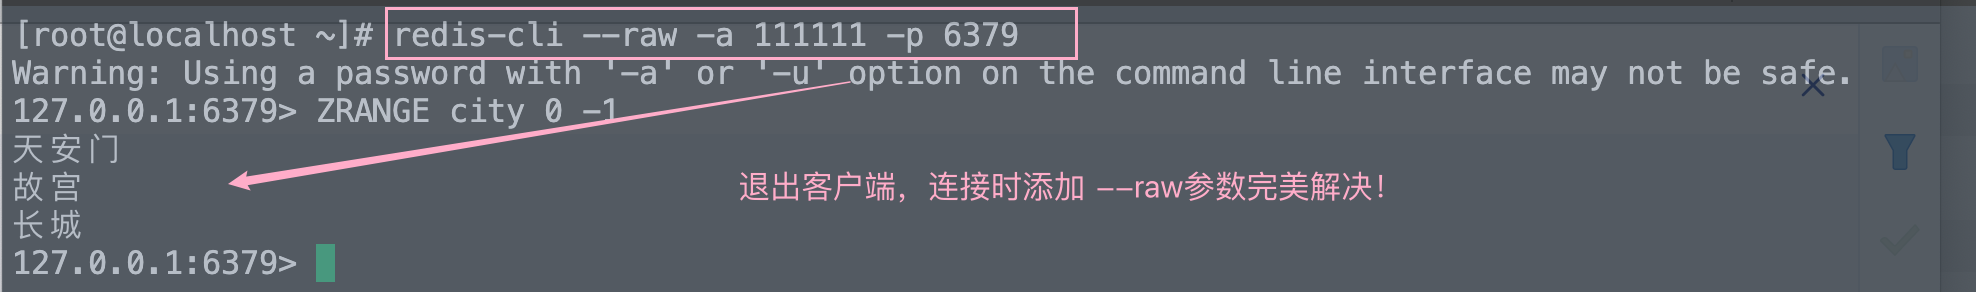 [root@localhost ~]# redis-cli --raw -a 111111 -p 6379
Warning: Using a password with '-a' or '-u' option on the command line interface may not be safe.
127.0.0.1:6379> ZRANGE city 0 -1
天安门
故宫
退出客户端，连接时添加 --raw参数完美解决！
长城
127.0.0.1:6379>